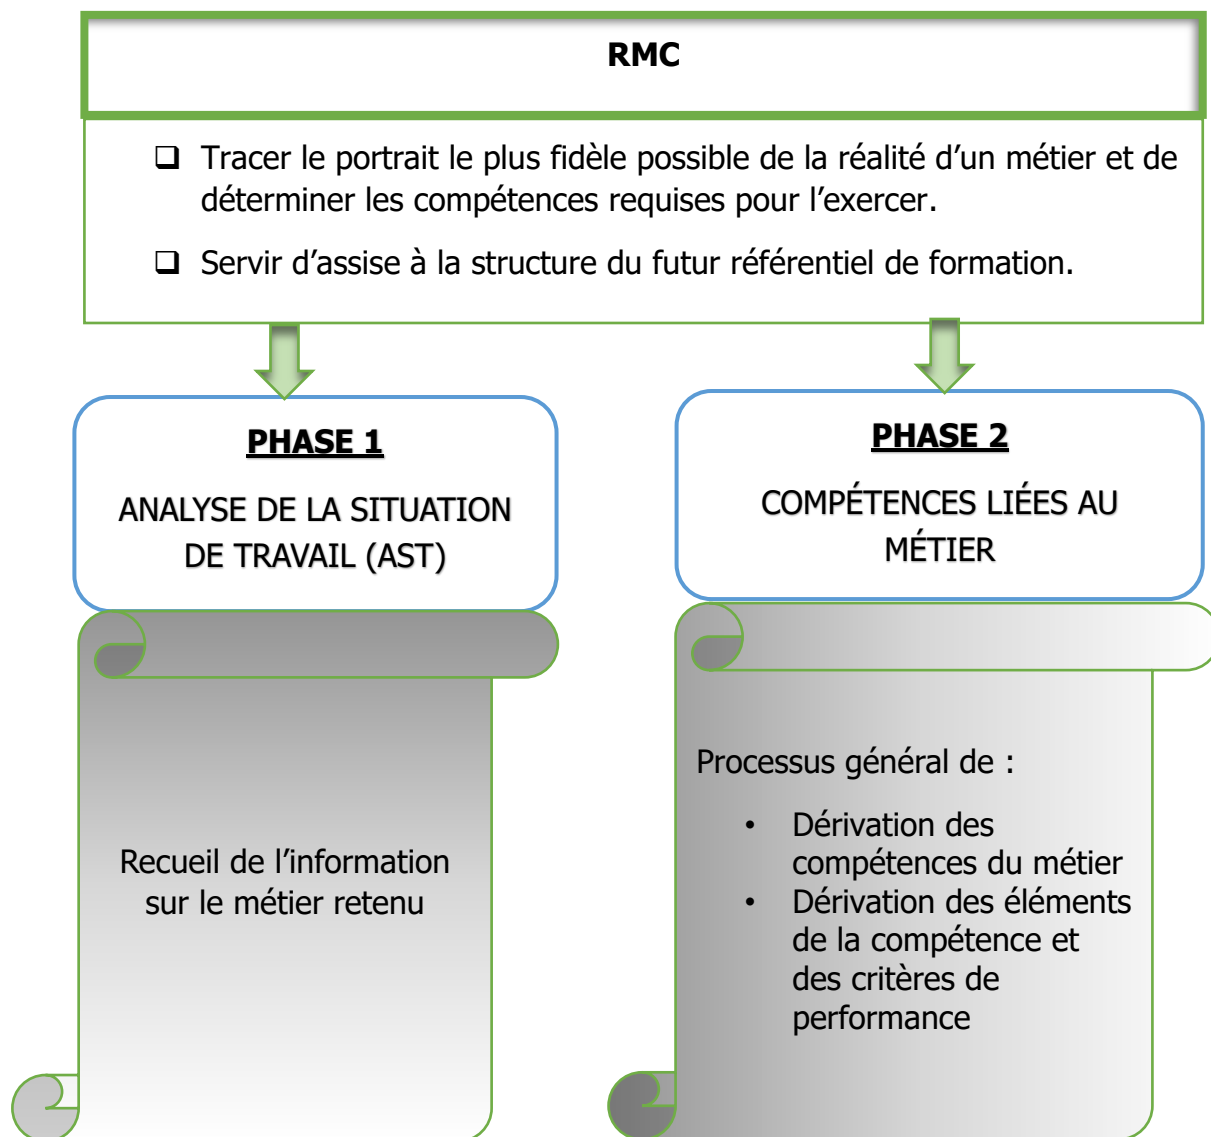 RMC
❑ Tracer le portrait le plus fidèle possible de la réalité d’un métier et de
déterminer les compétences requises pour l’exercer.
❑ Servir d’assise à la structure du futur référentiel de formation.
PHASE 1
ANALYSE DE LA SITUATION
DE TRAVAIL (AST)
Recueil de l’information
sur le métier retenu
PHASE 2
COMPÉTENCES LIÉES AU
MÉTIER
Processus général de :
• Dérivation des
compétences du métier
• Dérivation des éléments
de la compétence et
des critères de
performance